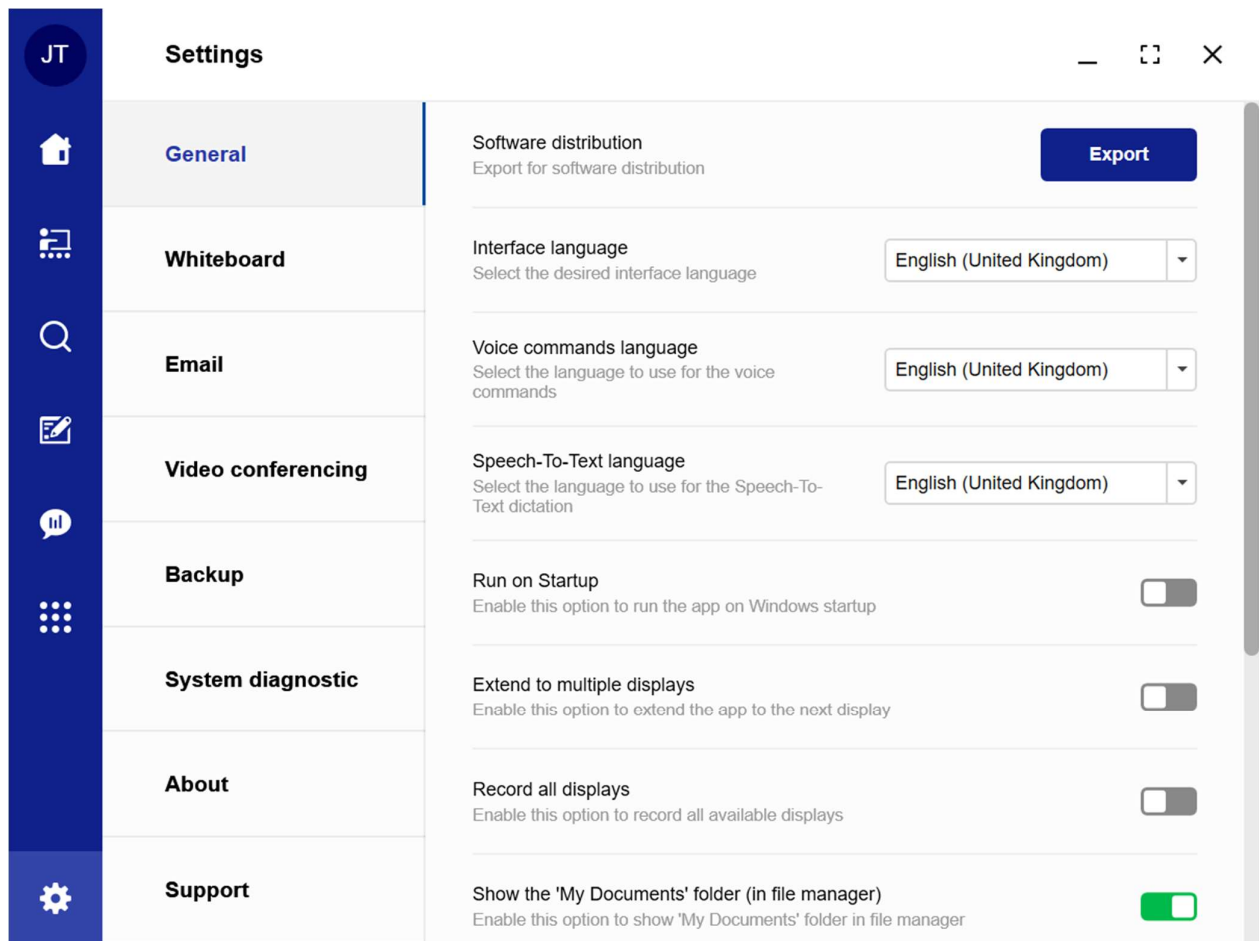 JT
Settings
General
Whiteboard
Email
Video conferencing
Backup
System diagnostic
About
Support
Software distribution
Export for software distribution
Export
Interface language
Select the desired interface language
English (United Kingdom)
Voice commands language
Select the language to use for the voice
commands
English (United Kingdom)
Speech-To-Text language
Select the language to use for the Speech-To-
Text dictation
English (United Kingdom)
Run on Startup
Enable this option to run the app on Windows startup
Extend to multiple displays
Enable this option to extend the app to the next display
Record all displays
Enable this option to record all available displays
Show the 'My Documents' folder (in file manager)
Enable this option to show 'My Documents' folder in file manager